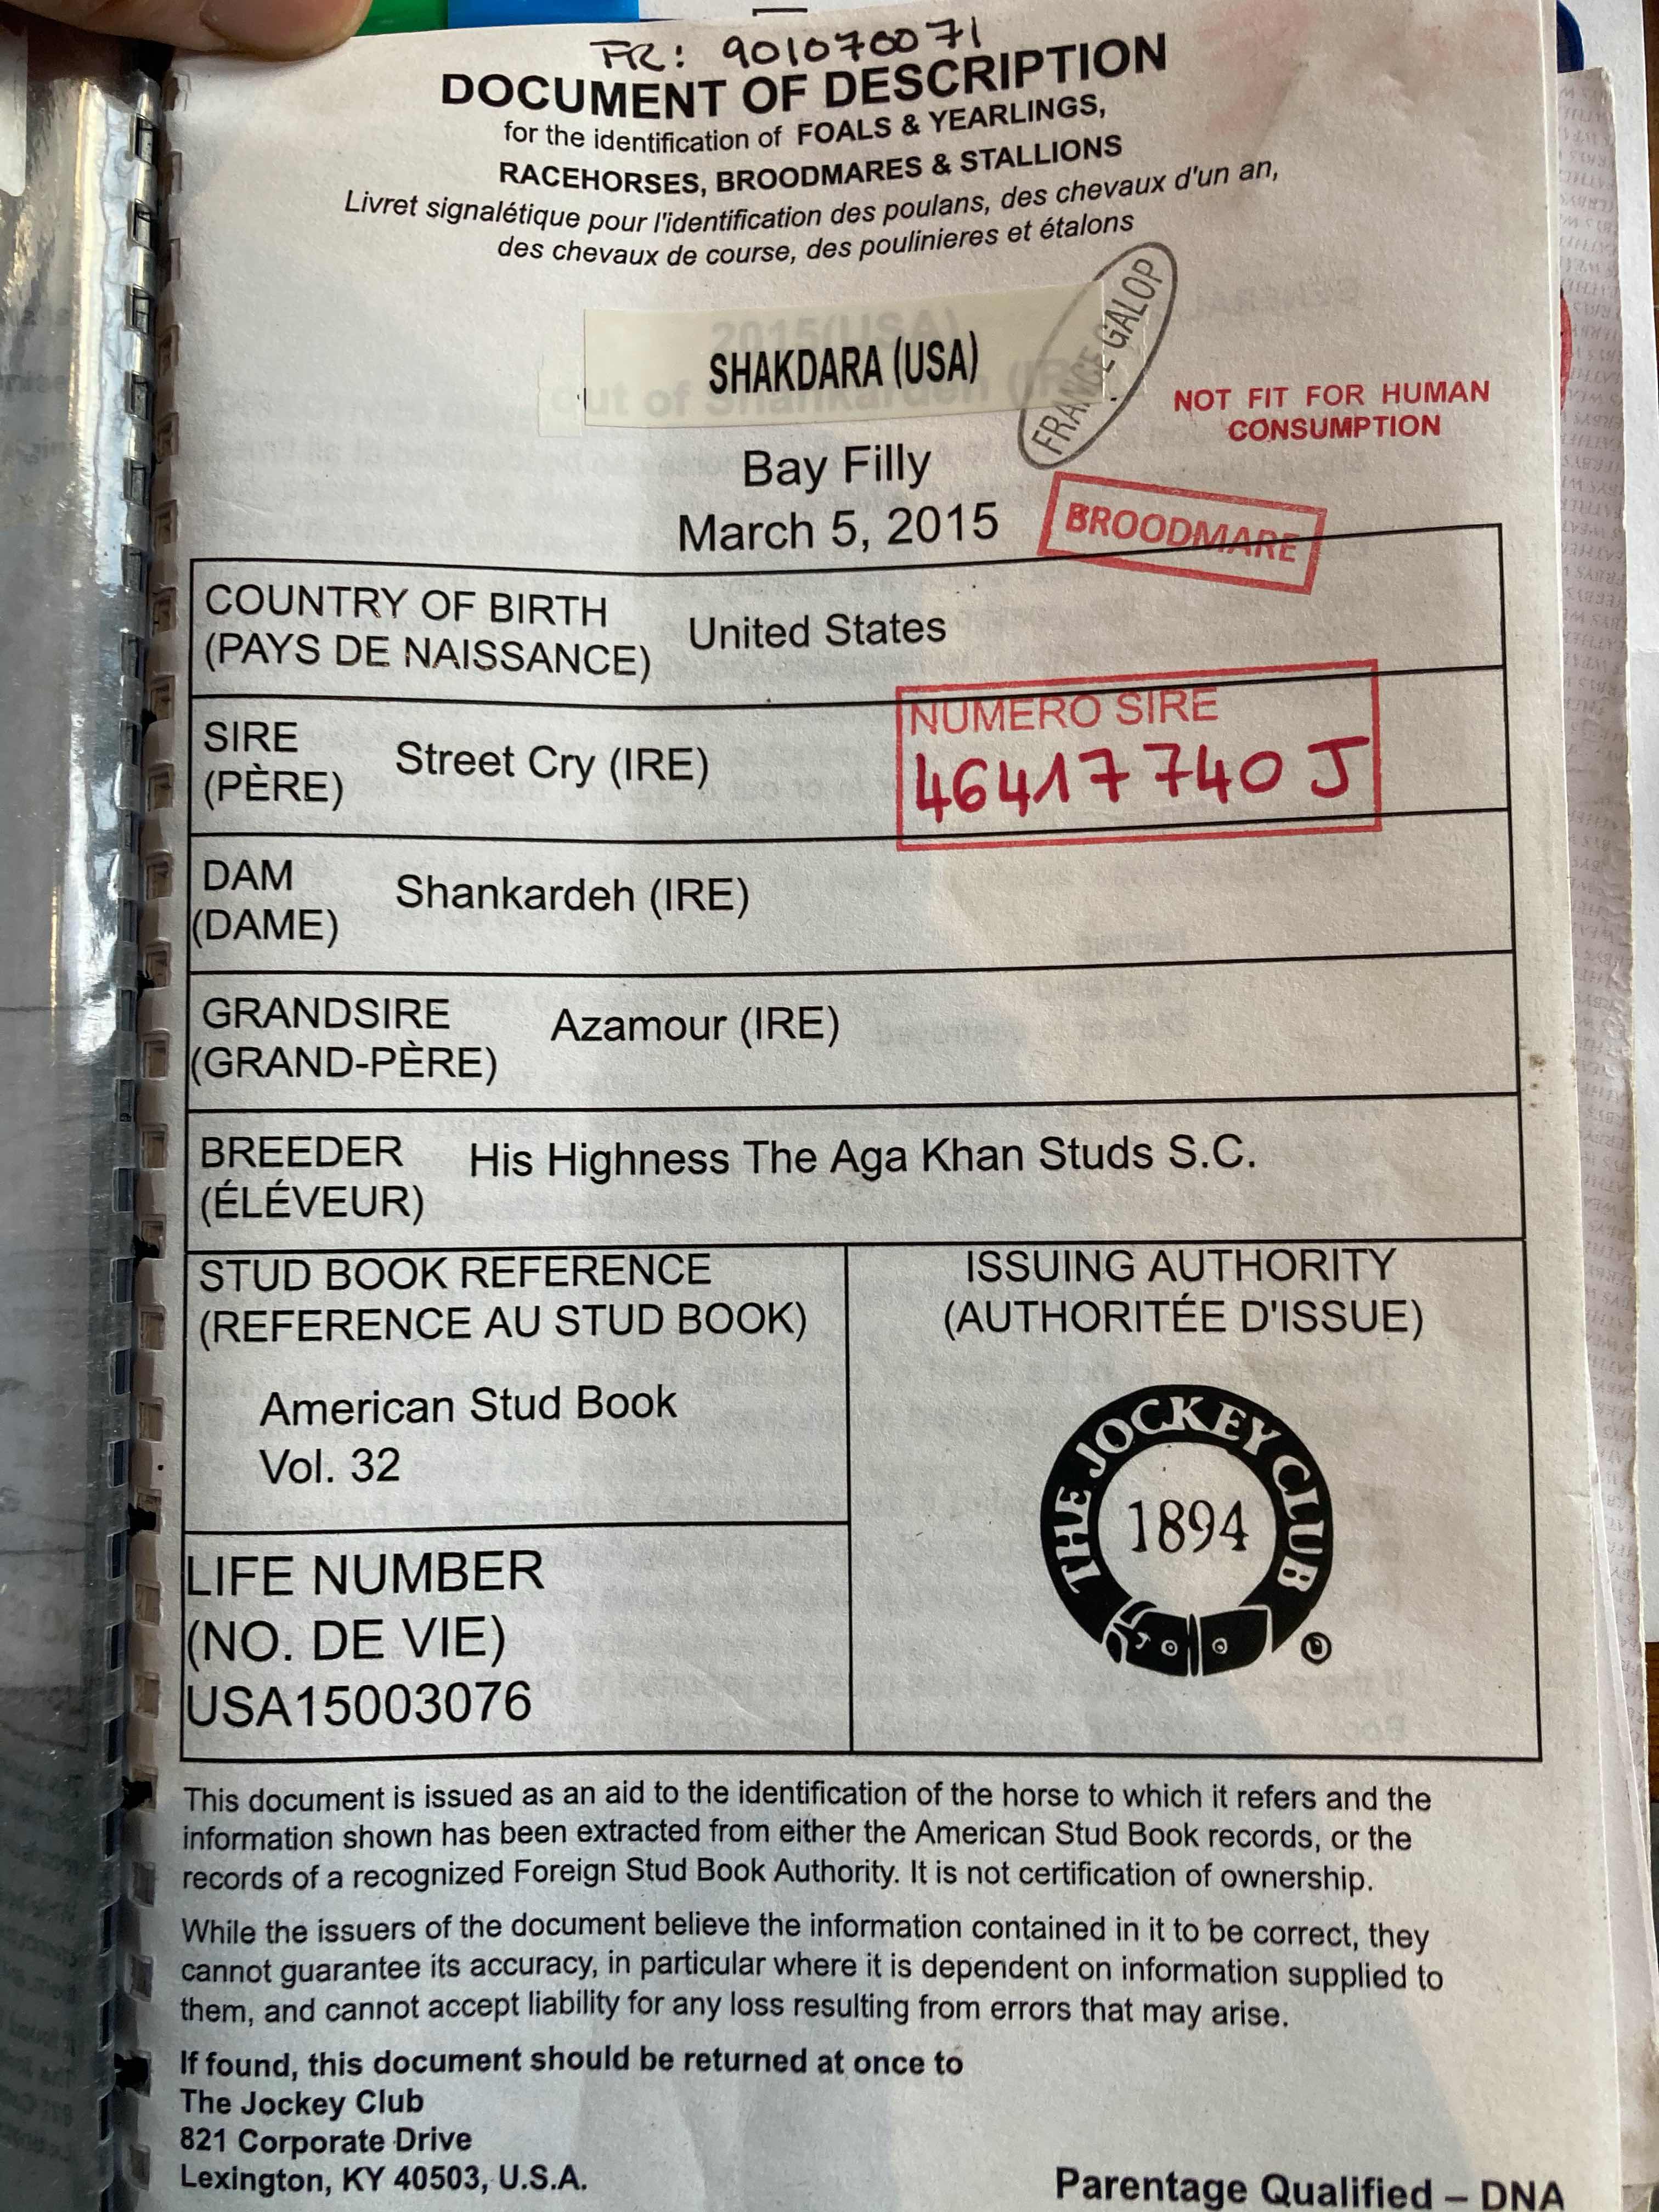 FR: 901070071
DOCUMENT OF DESCRIPTION
for the identification of FOALS & YEARLINGS,
RACEHORSES, BROODMARES & STALLIONS
Livret signalétique pour l'identification des poulans, des chevaux d'un an,
des chevaux de course, des poulinieres et étalons
2015(USA)
SHAKDARA (USA)
out of Shankardeh
FRANCE GALOP
NOT FIT FOR HUMAN
CONSUMPTION
Bay Filly
March 5, 2015
BROODMARE
COUNTRY OF BIRTH
(PAYS DE NAISSANCE)
United States
SIRE
(PÈRE)
Street Cry (IRE)
NUMERO SIRE
46417740 J
DAM
(DAME)
Shankardeh (IRE)
GRANDSIRE
(GRAND-PÈRE)
Azamour (IRE)
BREEDER
(ÉLÉVEUR)
His Highness The Aga Khan Studs S.C.
STUD BOOK REFERENCE
(REFERENCE AU STUD BOOK)
American Stud Book
Vol. 32
ISSUING AUTHORITY
(AUTHORITÉE D'ISSUE)
THE JOCKEY CLUB
1894
LIFE NUMBER
(NO. DE VIE)
USA15003076
This document is issued as an aid to the identification of the horse to which it refers and the
information shown has been extracted from either the American Stud Book records, or the
records of a recognized Foreign Stud Book Authority. It is not certification of ownership.
While the issuers of the document believe the information contained in it to be correct, they
cannot guarantee its accuracy, in particular where it is dependent on information supplied to
them, and cannot accept liability for any loss resulting from errors that may arise.
If found, this document should be returned at once to
The Jockey Club
821 Corporate Drive
Lexington, KY 40503, U.S.A.
Parentage Qualified – DNA